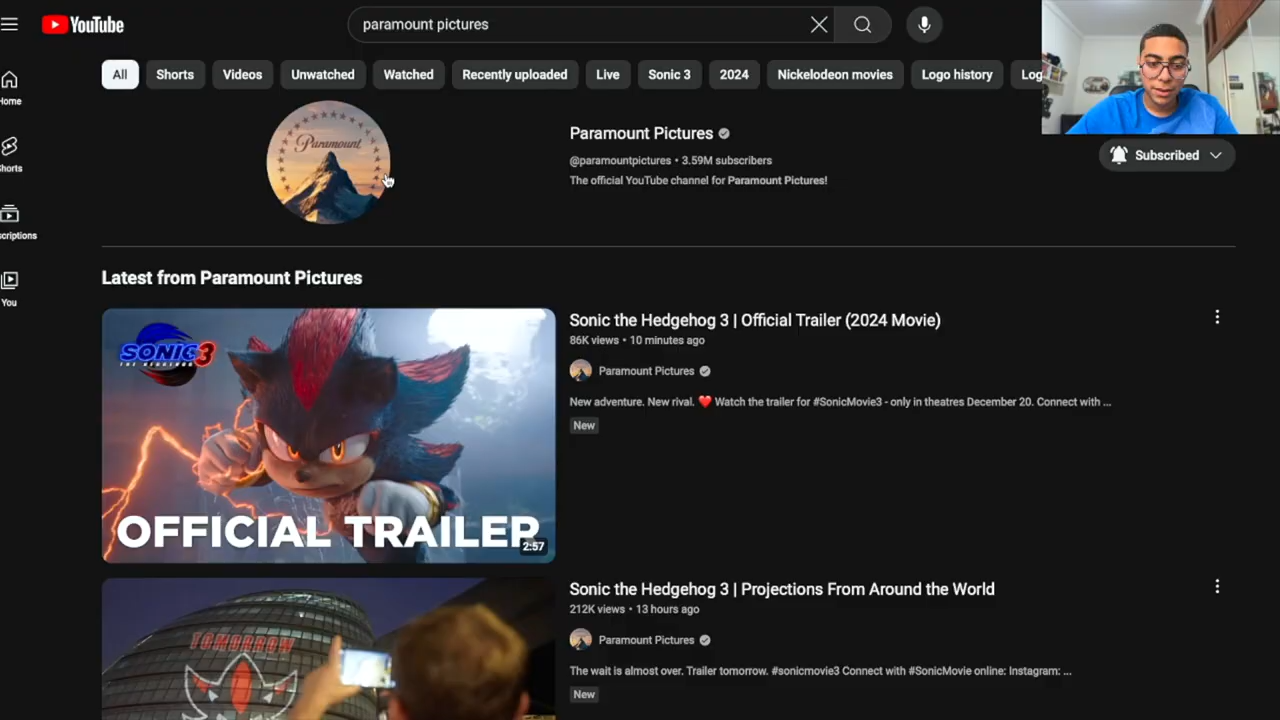 YouTube
paramount pictures
All
Shorts
Videos
Unwatched
Watched
Recently uploaded
Live
Sonic 3
2024
Nickelodeon movies
Logo history
Log
Home
Shorts
scriptions
You
Paramount
Paramount Pictures
@paramountpictures • 3.59M subscribers
The official YouTube channel for Paramount Pictures!
Subscribed
Latest from Paramount Pictures
SONIC 3
THE HEDGEHOG
OFFICIAL TRAILER
2:57
Sonic the Hedgehog 3 | Official Trailer (2024 Movie)
86K views • 10 minutes ago
Paramount Pictures
New adventure. New rival. ❤️ Watch the trailer for #SonicMovie3 - only in theatres December 20. Connect with ...
New
TOMORROW
Sonic the Hedgehog 3 | Projections From Around the World
212K views • 13 hours ago
Paramount Pictures
The wait is almost over. Trailer tomorrow. #sonicmovie3 Connect with #SonicMovie online: Instagram: ...
New